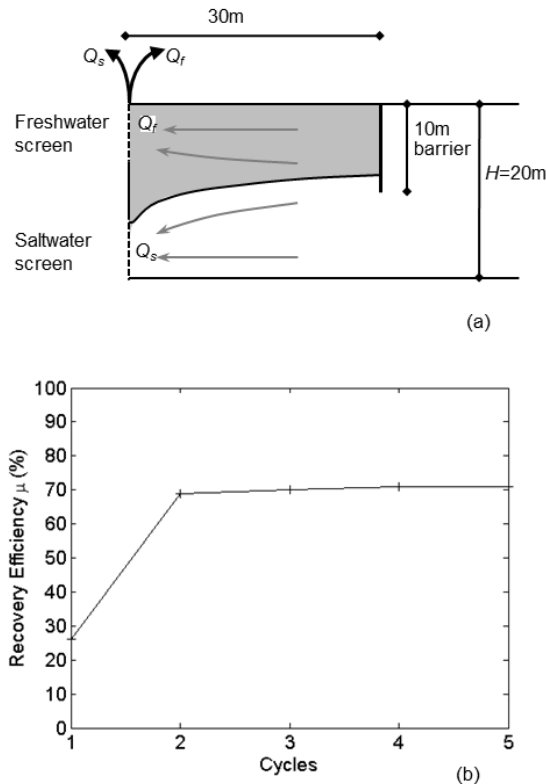 30m
Qs
Qf
Freshwater
screen
Qf
10m
barrier
H=20m
Saltwater
screen
Qs
(a)
100
90
80
70
60
50
40
30
20
10
0
Recovery Efficiency μ (%)
1
2
3
4
5
Cycles
(b)